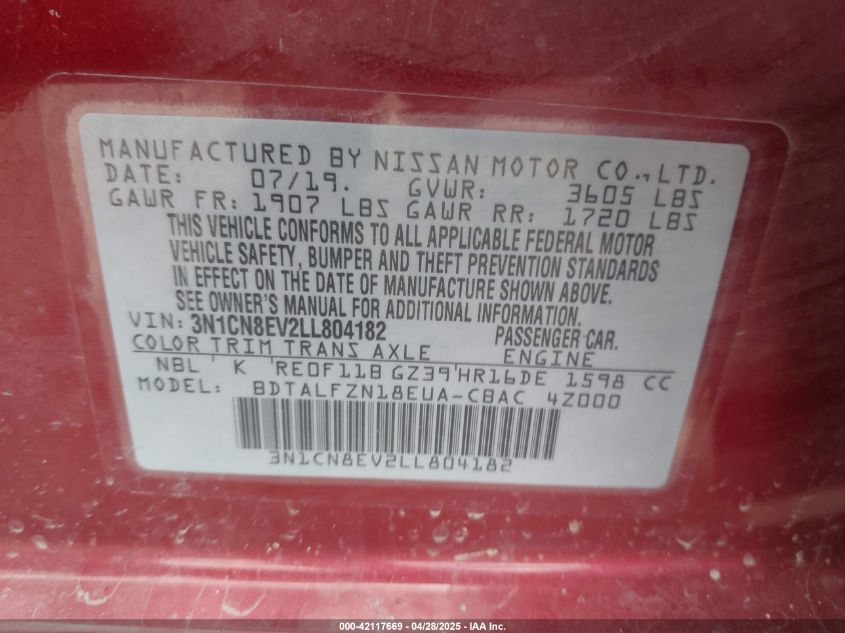 MANUFACTURED BY NISSAN MOTOR CO., LTD.
DATE: 07/19. GVWR: 3605 LBS
GAWR FR: 1907 LBS GAWR RR: 1720 LBS
THIS VEHICLE CONFORMS TO ALL APPLICABLE FEDERAL MOTOR
VEHICLE SAFETY, BUMPER AND THEFT PREVENTION STANDARDS
IN EFFECT ON THE DATE OF MANUFACTURE SHOWN ABOVE.
SEE OWNER'S MANUAL FOR ADDITIONAL INFORMATION.
VIN: 3N1CN8EV2LL804182 PASSENGER CAR.
COLOR TRIM TRANS AXLE ENGINE
NBL K RE0F11B GZ39 HR16DE 1598 CC
MODEL: BDTALFZN18EUA-CBAC 4Z000
3N1CN8EV2LL804182
000-42117669 - 04/28/2025 - IAA Inc.